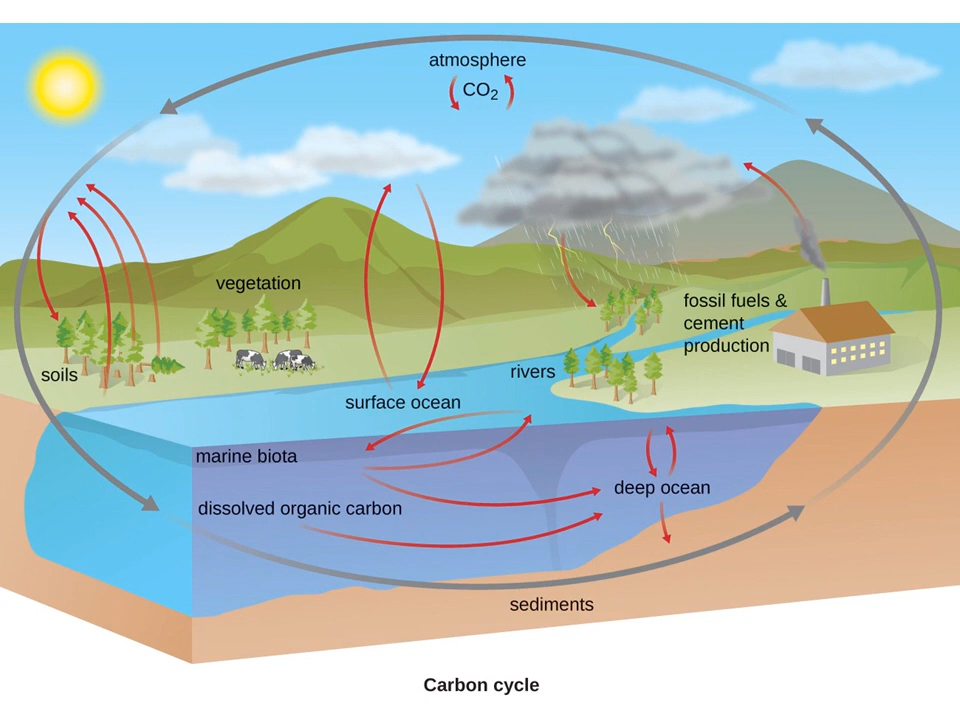 atmosphere
CO₂
vegetation
fossil fuels &
cement
production
soils
rivers
surface ocean
marine biota
deep ocean
dissolved organic carbon
sediments
Carbon cycle